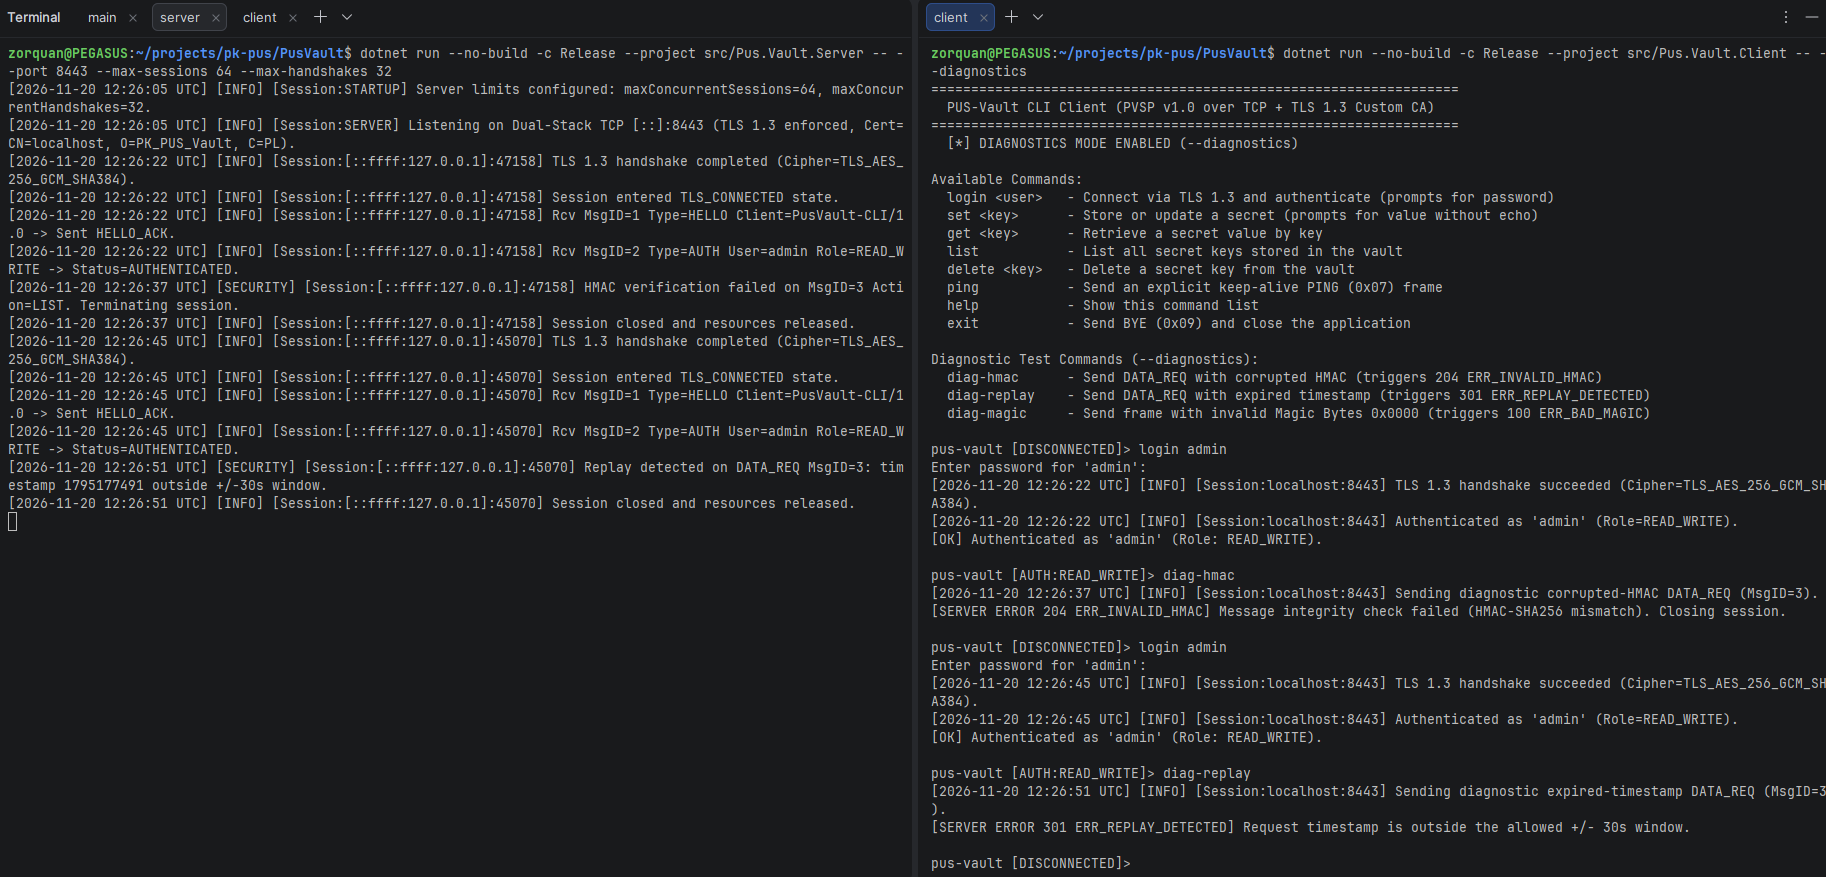 Terminal main × server × client × + 
zorquan@PEGASUS:~/projects/pk-pus/PusVault$ dotnet run --no-build -c Release --project src/Pus.Vault.Server -- -
-port 8443 --max-sessions 64 --max-handshakes 32
[2026-11-20 12:26:05 UTC] [INFO] [Session:STARTUP] Server limits configured: maxConcurrentSessions=64, maxConcur
rentHandshakes=32.
[2026-11-20 12:26:05 UTC] [INFO] [Session:SERVER] Listening on Dual-Stack TCP [::]:8443 (TLS 1.3 enforced, Cert=
CN=localhost, O=PK_PUS_Vault, C=PL).
[2026-11-20 12:26:22 UTC] [INFO] [Session:[::ffff:127.0.0.1]:47158] TLS 1.3 handshake completed (Cipher=TLS_AES_
256_GCM_SHA384).
[2026-11-20 12:26:22 UTC] [INFO] [Session:[::ffff:127.0.0.1]:47158] Session entered TLS_CONNECTED state.
[2026-11-20 12:26:22 UTC] [INFO] [Session:[::ffff:127.0.0.1]:47158] Rcv MsgID=1 Type=HELLO Client=PusVault-CLI/1
.0 -> Sent HELLO_ACK.
[2026-11-20 12:26:22 UTC] [INFO] [Session:[::ffff:127.0.0.1]:47158] Rcv MsgID=2 Type=AUTH User=admin Role=READ_W
RITE -> Status=AUTHENTICATED.
[2026-11-20 12:26:37 UTC] [SECURITY] [Session:[::ffff:127.0.0.1]:47158] HMAC verification failed on MsgID=3 Acti
on=LIST. Terminating session.
[2026-11-20 12:26:37 UTC] [INFO] [Session:[::ffff:127.0.0.1]:47158] Session closed and resources released.
[2026-11-20 12:26:45 UTC] [INFO] [Session:[::ffff:127.0.0.1]:45070] TLS 1.3 handshake completed (Cipher=TLS_AES_
256_GCM_SHA384).
[2026-11-20 12:26:45 UTC] [INFO] [Session:[::ffff:127.0.0.1]:45070] Session entered TLS_CONNECTED state.
[2026-11-20 12:26:45 UTC] [INFO] [Session:[::ffff:127.0.0.1]:45070] Rcv MsgID=1 Type=HELLO Client=PusVault-CLI/1
.0 -> Sent HELLO_ACK.
[2026-11-20 12:26:45 UTC] [INFO] [Session:[::ffff:127.0.0.1]:45070] Rcv MsgID=2 Type=AUTH User=admin Role=READ_W
RITE -> Status=AUTHENTICATED.
[2026-11-20 12:26:51 UTC] [SECURITY] [Session:[::ffff:127.0.0.1]:45070] Replay detected on DATA_REQ MsgID=3: tim
estamp 1795177491 outside +/-30s window.
[2026-11-20 12:26:51 UTC] [INFO] [Session:[::ffff:127.0.0.1]:45070] Session closed and resources released.
client × +
zorquan@PEGASUS:~/projects/pk-pus/PusVault$ dotnet run --no-build -c Release --project src/Pus.Vault.Client -- -
-diagnostics
==================================================================
  PUS-Vault CLI Client (PVSP v1.0 over TCP + TLS 1.3 Custom CA)
==================================================================
  [*] DIAGNOSTICS MODE ENABLED (--diagnostics)
Available Commands:
  login <user>   - Connect via TLS 1.3 and authenticate (prompts for password)
  set <key>      - Store or update a secret (prompts for value without echo)
  get <key>      - Retrieve a secret value by key
  list           - List all secret keys stored in the vault
  delete <key>   - Delete a secret key from the vault
  ping           - Send an explicit keep-alive PING (0x07) frame
  help           - Show this command list
  exit           - Send BYE (0x09) and close the application
Diagnostic Test Commands (--diagnostics):
  diag-hmac      - Send DATA_REQ with corrupted HMAC (triggers 204 ERR_INVALID_HMAC)
  diag-replay    - Send DATA_REQ with expired timestamp (triggers 301 ERR_REPLAY_DETECTED)
  diag-magic     - Send frame with invalid Magic Bytes 0x0000 (triggers 100 ERR_BAD_MAGIC)
pus-vault [DISCONNECTED]> login admin
Enter password for 'admin':
[2026-11-20 12:26:22 UTC] [INFO] [Session:localhost:8443] TLS 1.3 handshake succeeded (Cipher=TLS_AES_256_GCM_SH
A384).
[2026-11-20 12:26:22 UTC] [INFO] [Session:localhost:8443] Authenticated as 'admin' (Role=READ_WRITE).
[OK] Authenticated as 'admin' (Role: READ_WRITE).
pus-vault [AUTH:READ_WRITE]> diag-hmac
[2026-11-20 12:26:37 UTC] [INFO] [Session:localhost:8443] Sending diagnostic corrupted-HMAC DATA_REQ (MsgID=3).
[SERVER ERROR 204 ERR_INVALID_HMAC] Message integrity check failed (HMAC-SHA256 mismatch). Closing session.
pus-vault [DISCONNECTED]> login admin
Enter password for 'admin':
[2026-11-20 12:26:45 UTC] [INFO] [Session:localhost:8443] TLS 1.3 handshake succeeded (Cipher=TLS_AES_256_GCM_SH
A384).
[2026-11-20 12:26:45 UTC] [INFO] [Session:localhost:8443] Authenticated as 'admin' (Role=READ_WRITE).
[OK] Authenticated as 'admin' (Role: READ_WRITE).
pus-vault [AUTH:READ_WRITE]> diag-replay
[2026-11-20 12:26:51 UTC] [INFO] [Session:localhost:8443] Sending diagnostic expired-timestamp DATA_REQ (MsgID=3
).
[SERVER ERROR 301 ERR_REPLAY_DETECTED] Request timestamp is outside the allowed +/- 30s window.
pus-vault [DISCONNECTED]>